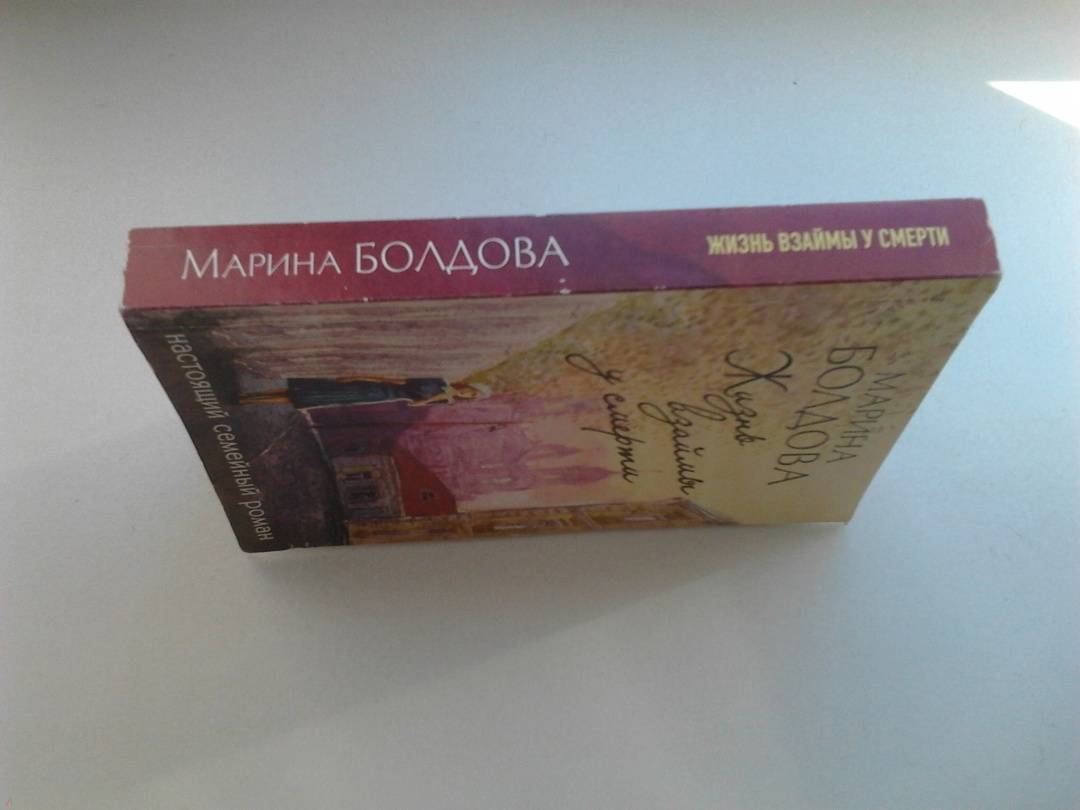 Марина БОЛДОВА
ЖИЗНЬ ВЗАЙМЫ У СМЕРТИ
МАРИНА
БОЛДОВА
Жизнь
взаймы
у смерти
настоящий семейный роман